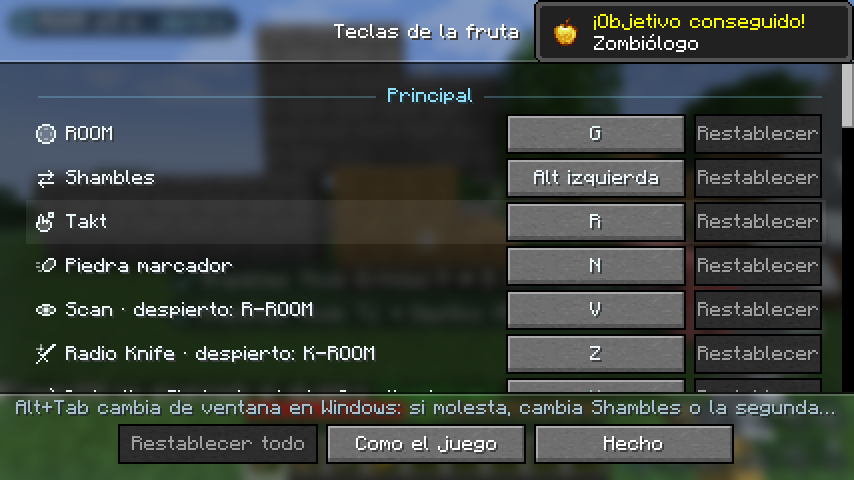 Teclas de la fruta
¡Objetivo conseguido!
Zombiólogo
Principal
ROOM G Restablecer
Shambles Alt izquierda Restablecer
Takt R Restablecer
Piedra marcador N Restablecer
Scan · despierto: R-ROOM V Restablecer
Radio Knife · despierto: K-ROOM Z Restablecer
Alt+Tab cambia de ventana en Windows: si molesta, cambia Shambles o la segunda...
Restablecer todo Como el juego Hecho